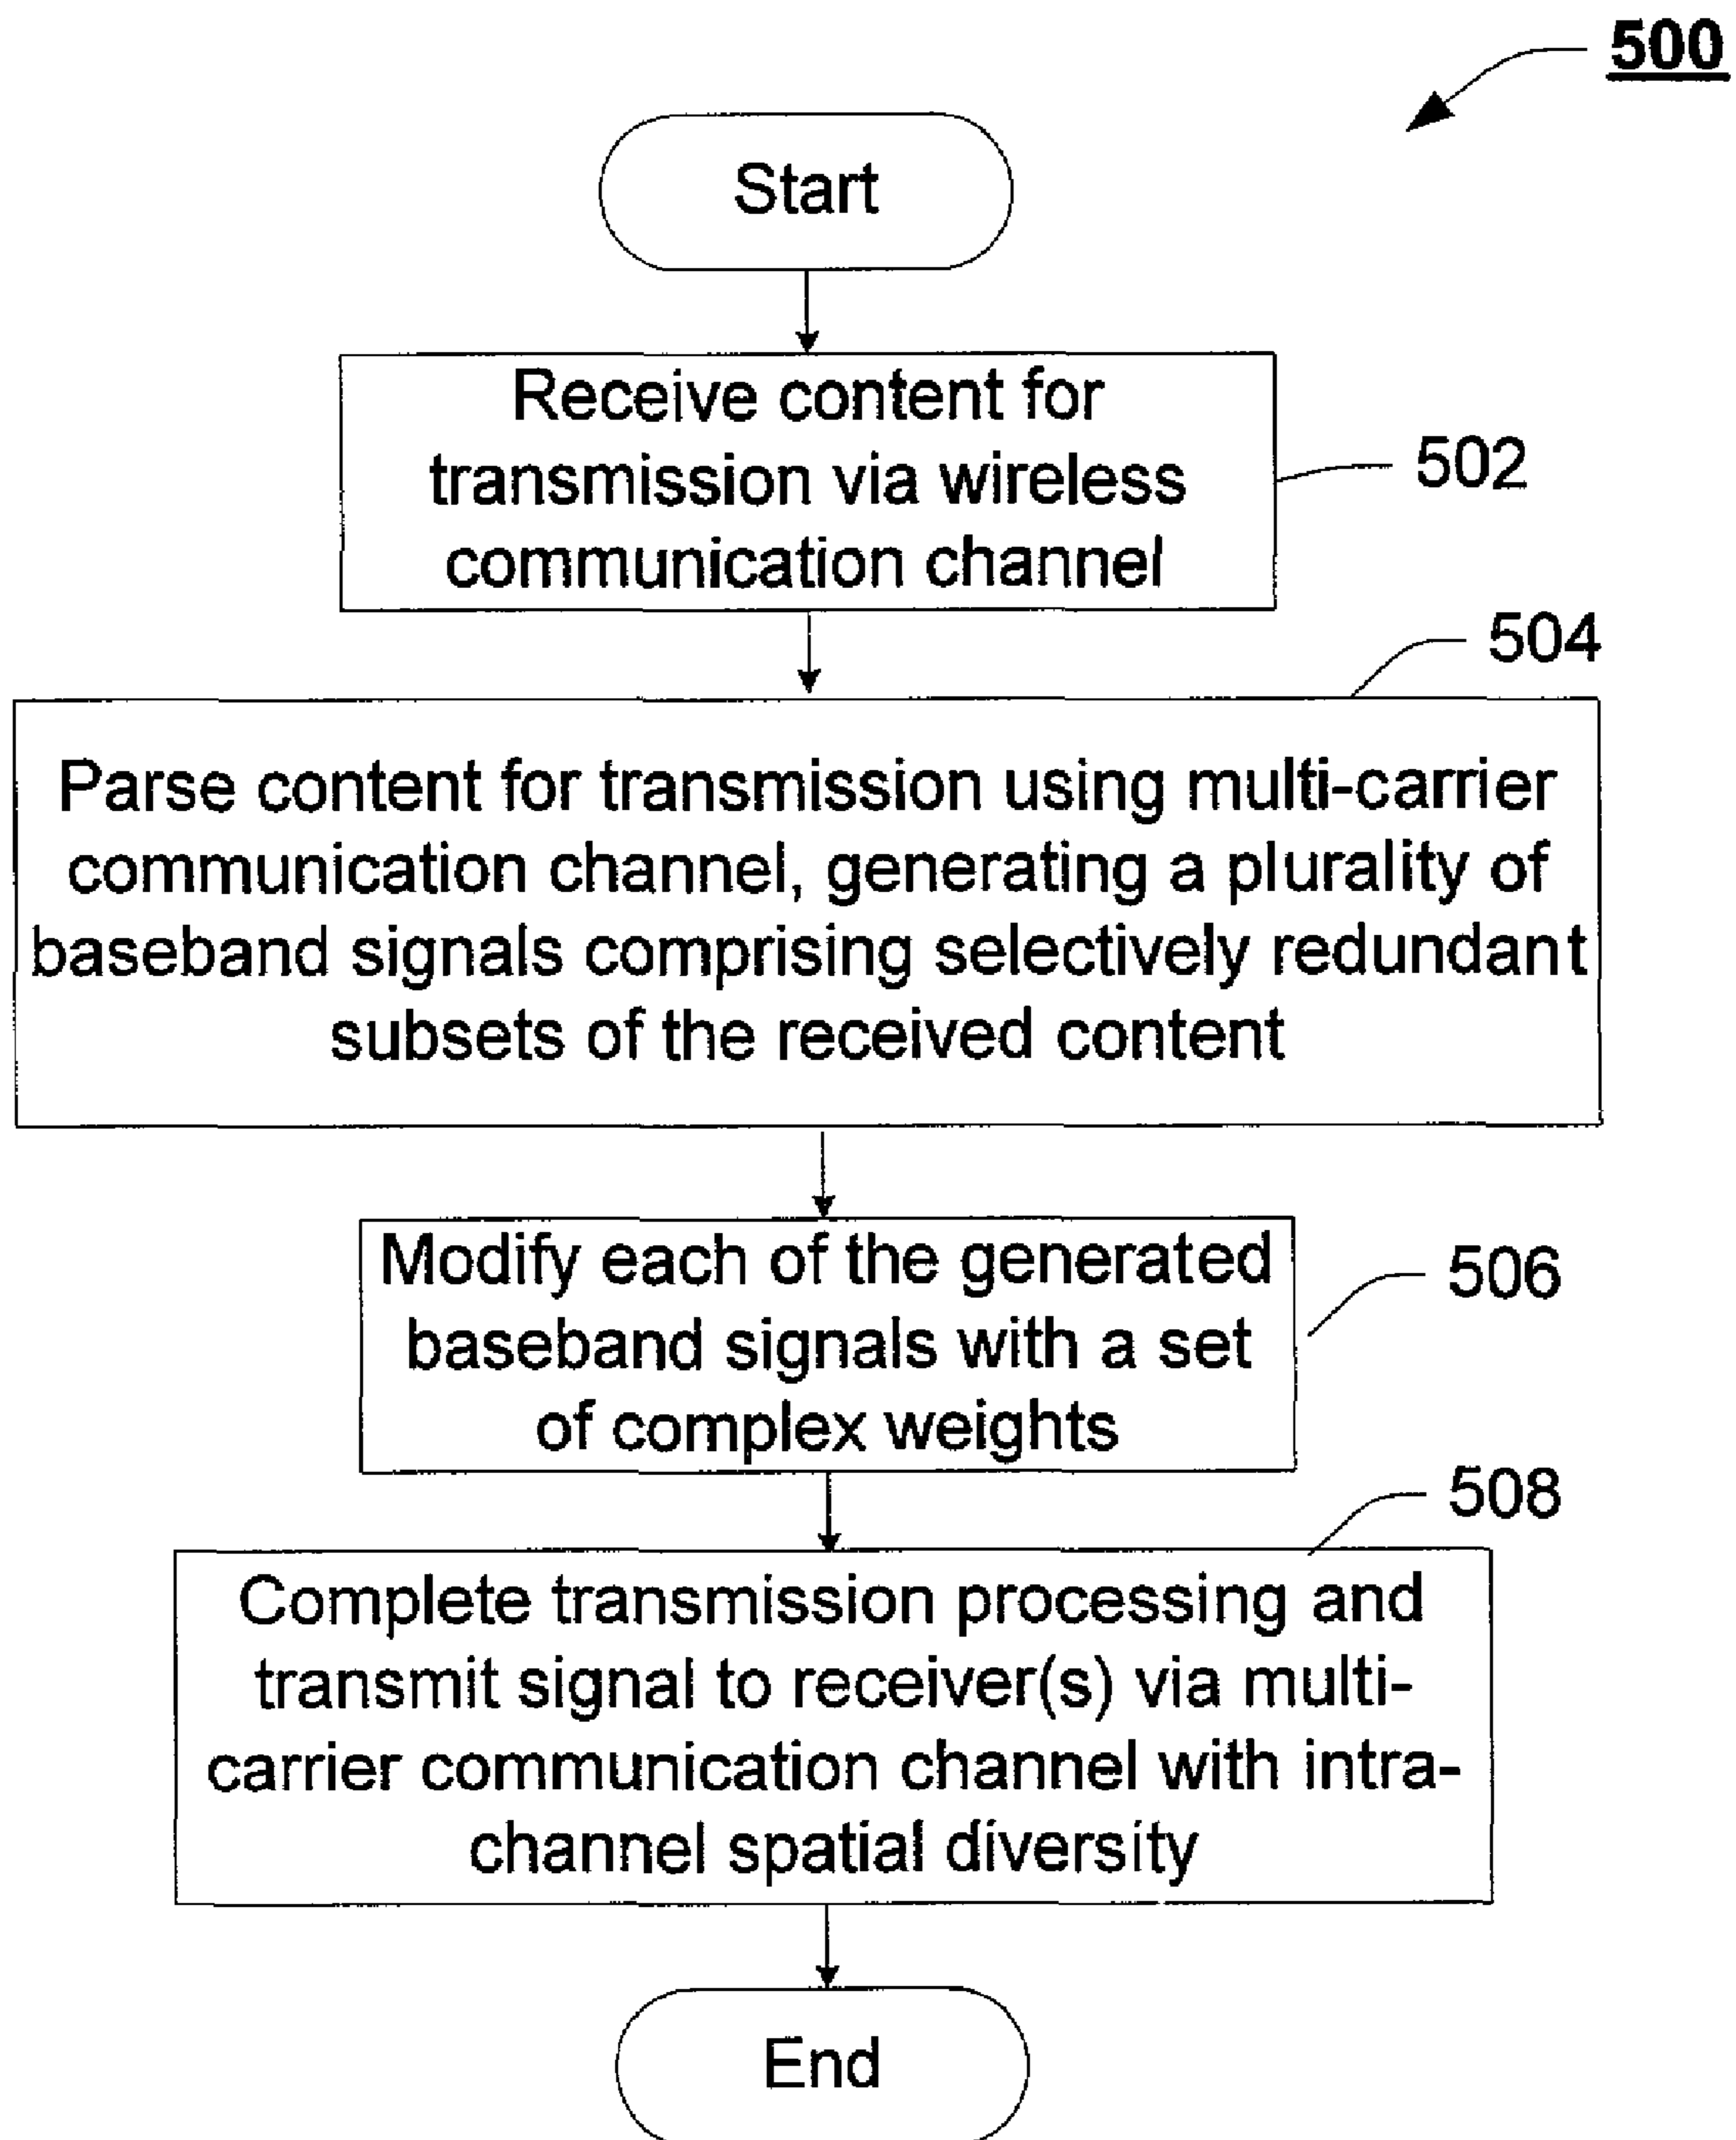 500
Start
Receive content for
transmission via wireless
communication channel
502
504
Parse content for transmission using multi-carrier
communication channel, generating a plurality of
baseband signals comprising selectively redundant
subsets of the received content
Modify each of the generated
baseband signals with a set
of complex weights
506
508
Complete transmission processing and
transmit signal to receiver(s) via multi-
carrier communication channel with intra-
channel spatial diversity
End